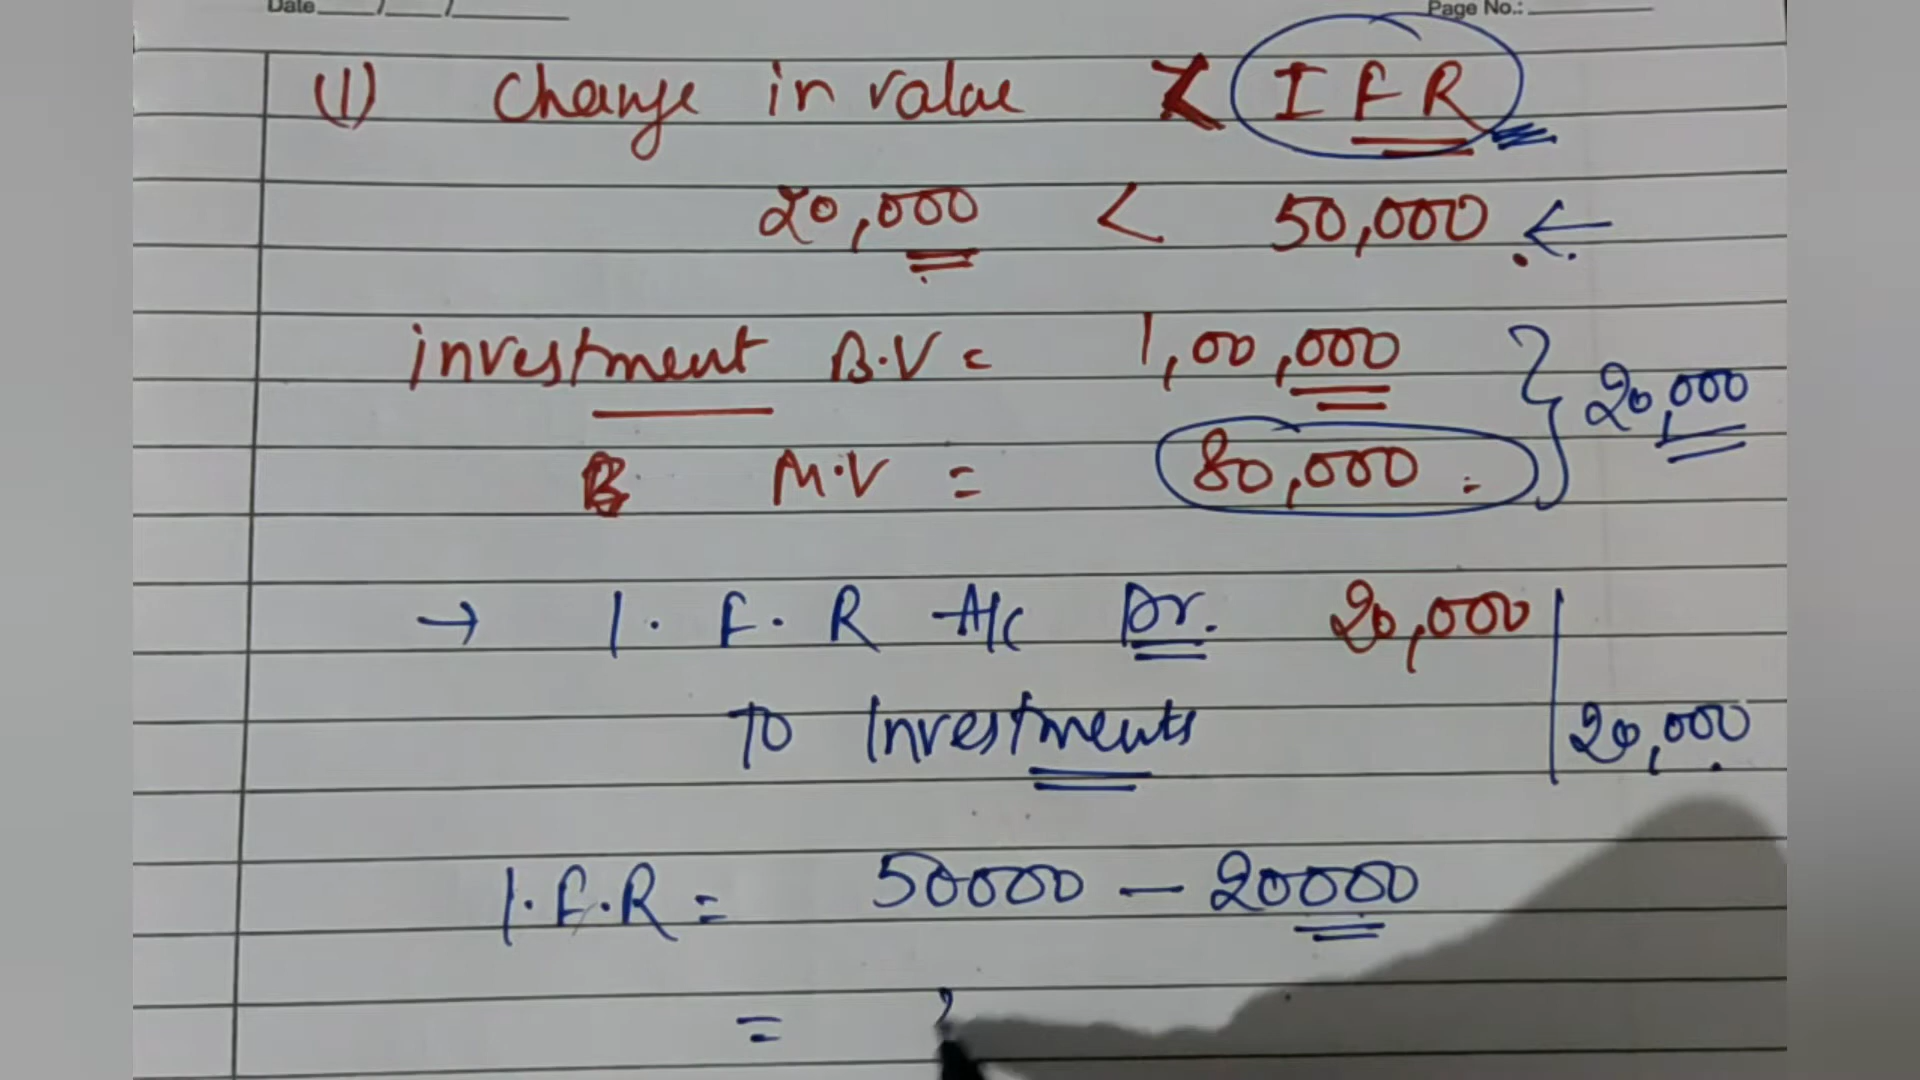 Date / /
Page No.:
(1) Change in value < I F R
20,000 < 50,000 ←
investment B.V = 1,00,000
20,000
M.V = 80,000
→ I. F. R A/c Dr. 20,000
To Investments 20,000
I.F.R = 50000 - 20000
=